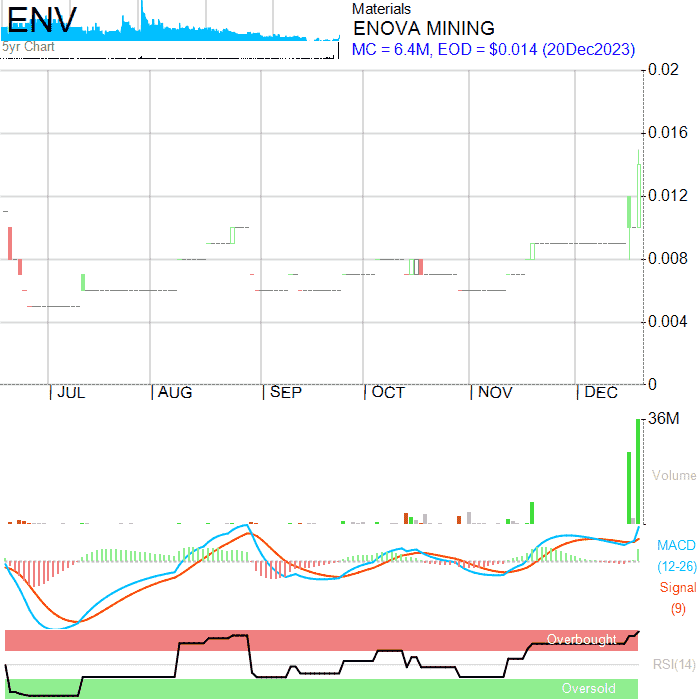 ENV
5yr Chart
Materials
ENOVA MINING
MC = 6.4M, EOD = $0.014 (20Dec2023)
0.02
0.016
0.012
0.008
0.004
0
JUL
AUG
SEP
OCT
NOV
DEC
36M
Volume
MACD
(12-26)
Signal
(9)
Overbought
RSI(14)
Oversold